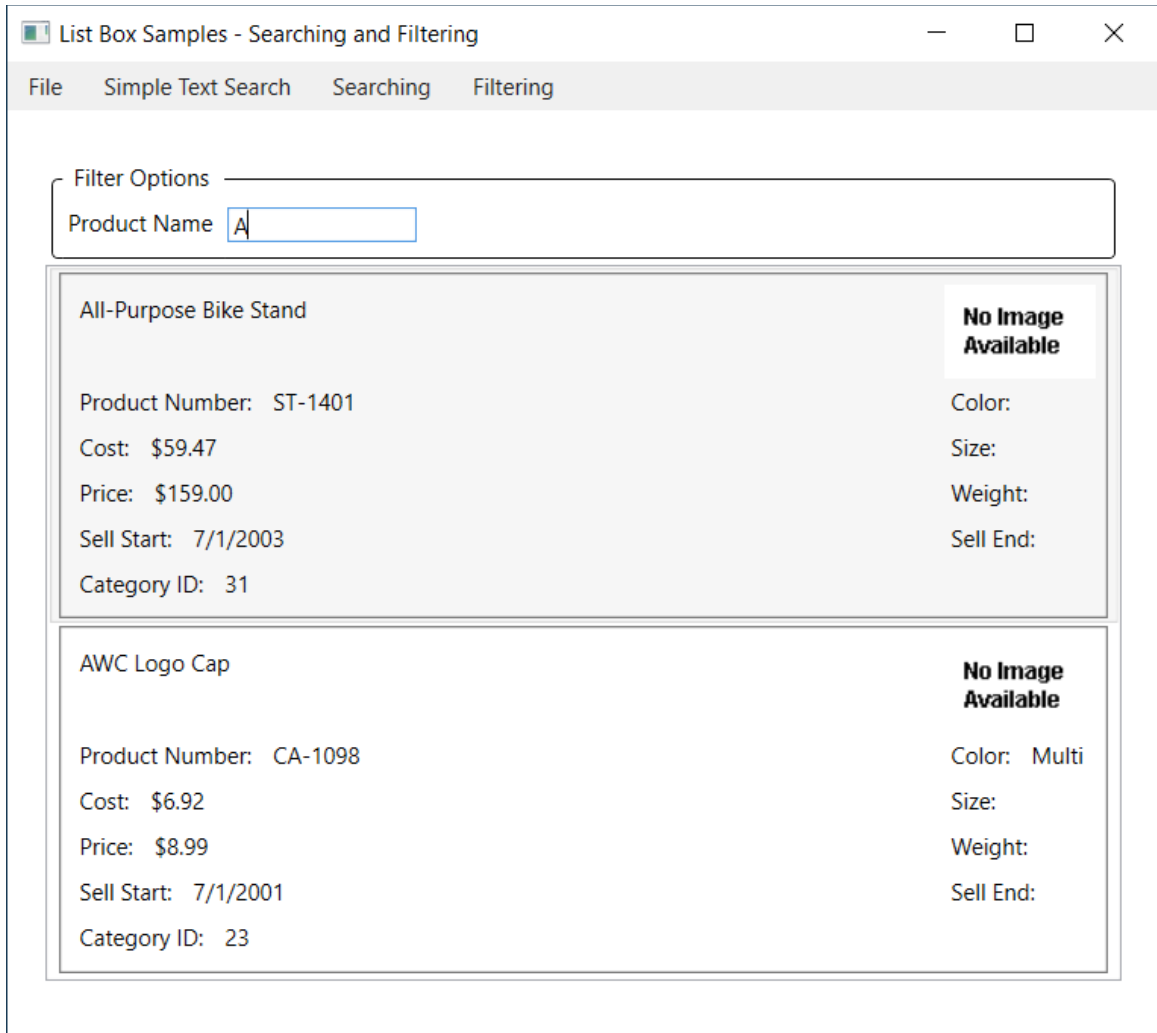 List Box Samples - Searching and Filtering
File Simple Text Search Searching Filtering
Filter Options
Product Name A
All-Purpose Bike Stand
No Image
Available
Product Number: ST-1401 Color:
Cost: $59.47 Size:
Price: $159.00 Weight:
Sell Start: 7/1/2003 Sell End:
Category ID: 31
AWC Logo Cap
No Image
Available
Product Number: CA-1098 Color: Multi
Cost: $6.92 Size:
Price: $8.99 Weight:
Sell Start: 7/1/2001 Sell End:
Category ID: 23